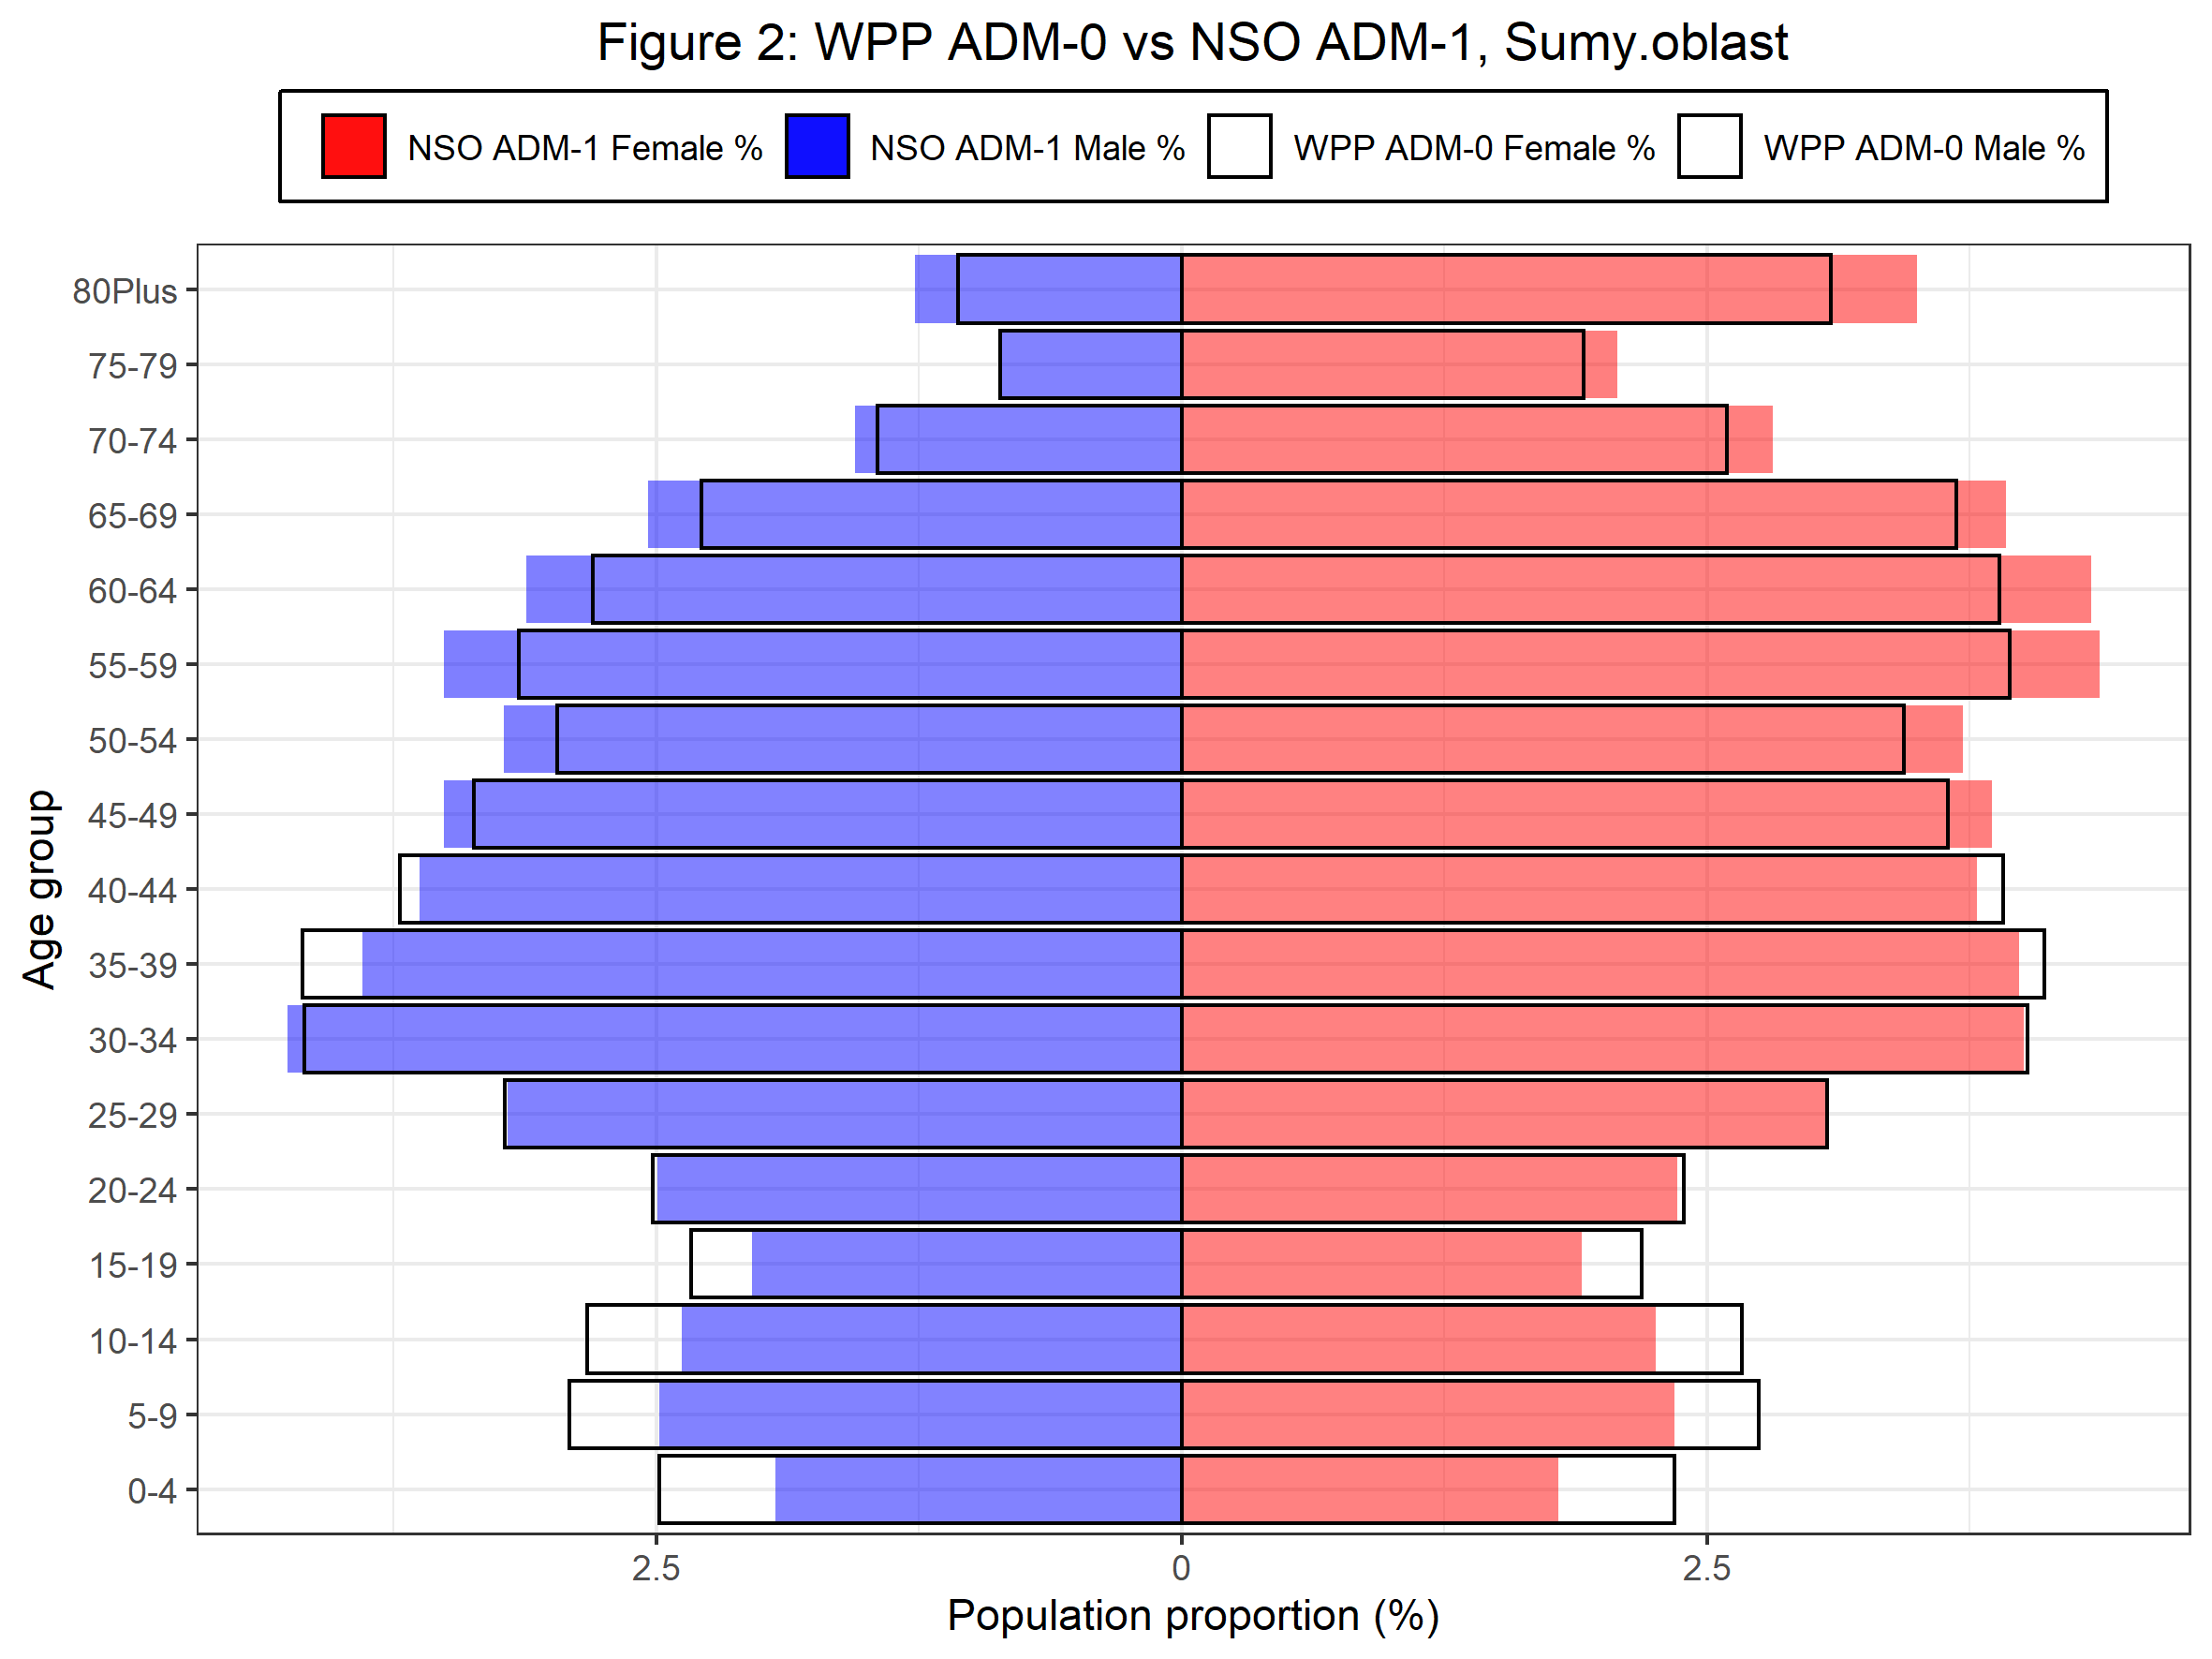 Figure 2: WPP ADM-0 vs NSO ADM-1, Sumy.oblast
NSO ADM-1 Female %
NSO ADM-1 Male %
WPP ADM-0 Female %
WPP ADM-0 Male %
Age group
80Plus
75-79
70-74
65-69
60-64
55-59
50-54
45-49
40-44
35-39
30-34
25-29
20-24
15-19
10-14
5-9
0-4
2.5 0 2.5
Population proportion (%)